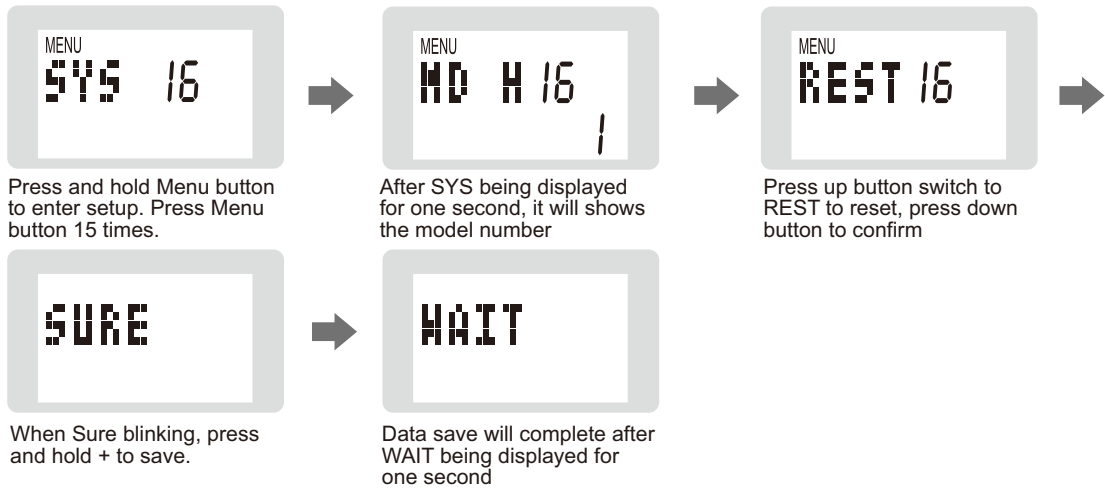 MENU
SYS 16
Press and hold Menu button
to enter setup. Press Menu
button 15 times.
MENU
MD H 16
1
After SYS being displayed
for one second, it will shows
the model number
MENU
REST 16
Press up button switch to
REST to reset, press down
button to confirm
SURE
When Sure blinking, press
and hold + to save.
WAIT
Data save will complete after
WAIT being displayed for
one second